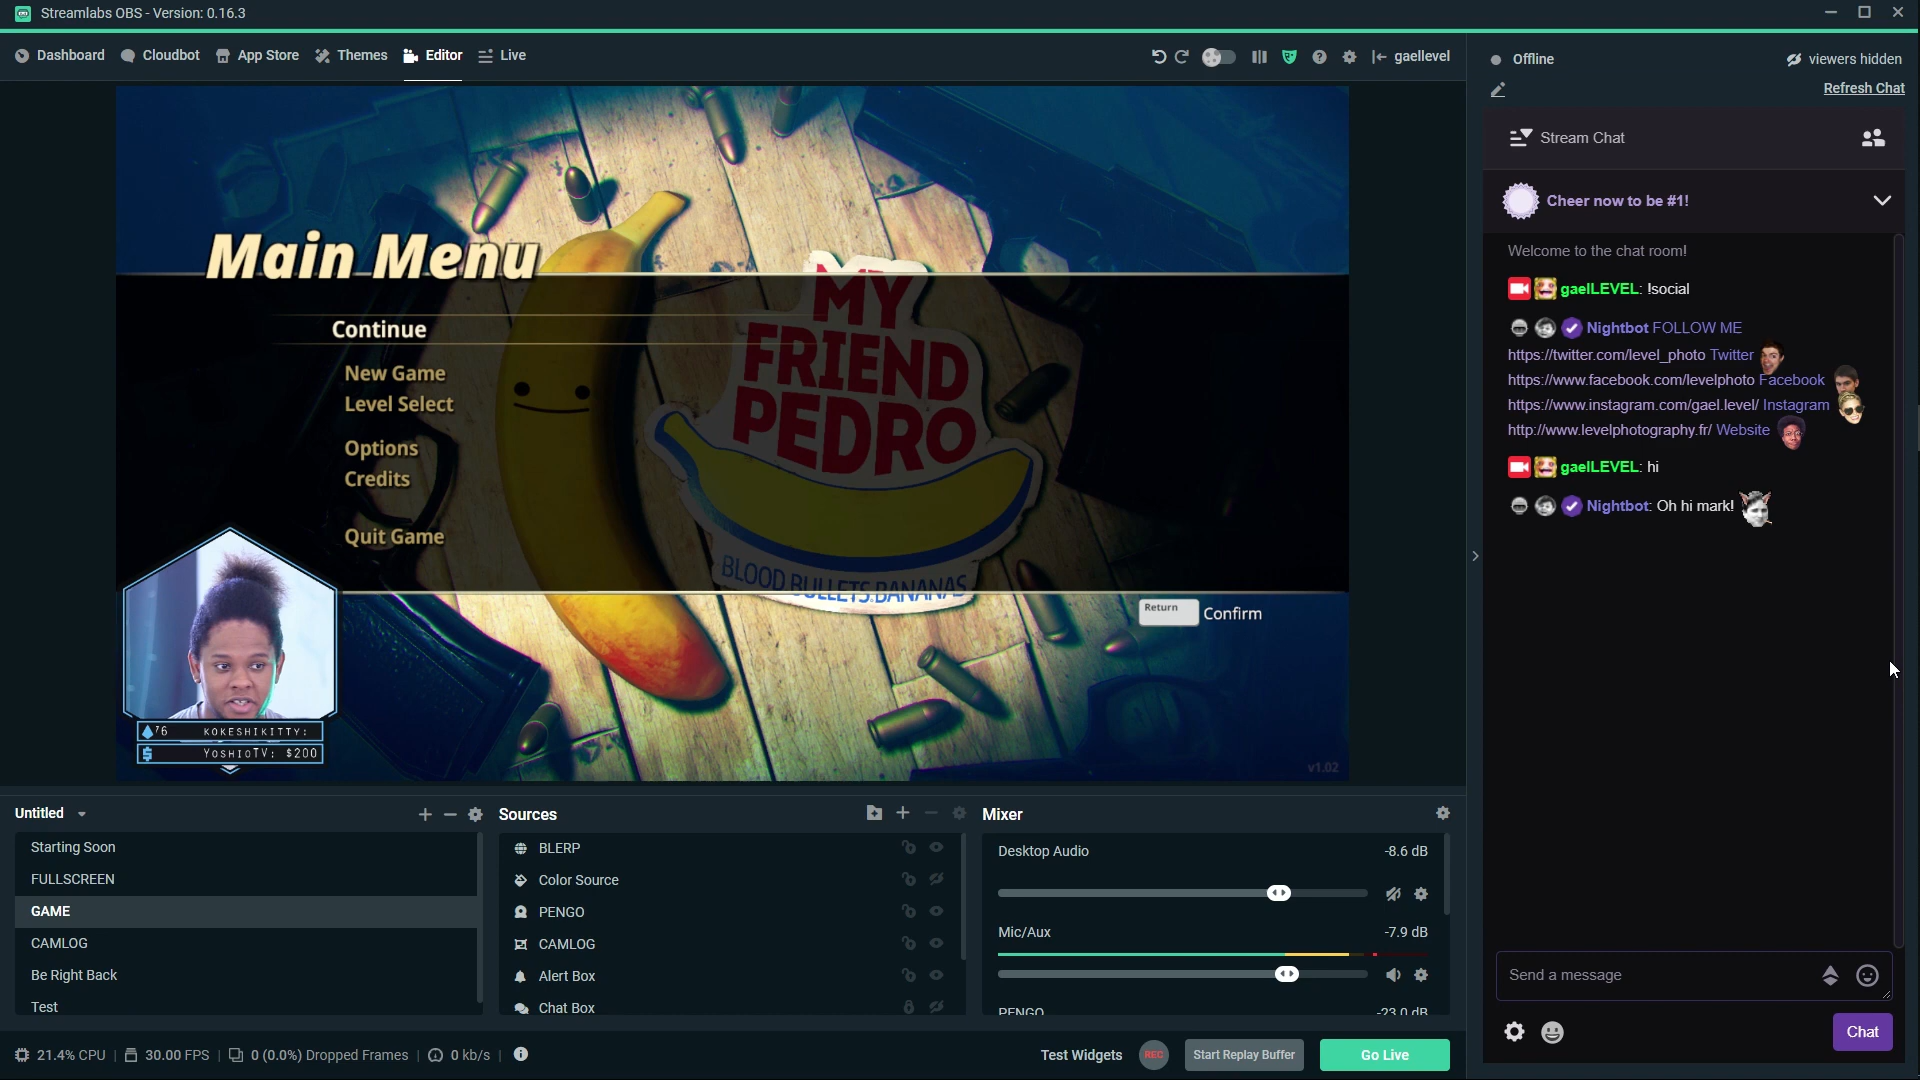 Streamlabs OBS - Version: 0.16.3
Dashboard
Cloudbot
App Store
Themes
Editor
Live
gaellevel
Offline
viewers hidden
Refresh Chat
Stream Chat
Cheer now to be #1!
Welcome to the chat room!
gaelLEVEL: !social
Nightbot FOLLOW ME
https://twitter.com/level_photo Twitter
https://www.facebook.com/levelphoto Facebook
https://www.instagram.com/gael.level/ Instagram
http://www.levelphotography.fr/ Website
gaelLEVEL: hi
Nightbot: Oh hi mark!
Send a message
Chat
Main Menu
Continue
New Game
Level Select
Options
Credits
Quit Game
MY
FRIEND
PEDRO
BLOOD BULLETS BANANAS
Return
Confirm
v1.02
76 KOKESHIKITTY:
YOSHIOTV: $200
Untitled
Starting Soon
FULLSCREEN
GAME
CAMLOG
Be Right Back
Test
Sources
BLERP
Color Source
PENGO
CAMLOG
Alert Box
Chat Box
Mixer
Desktop Audio
-8.6 dB
Mic/Aux
-7.9 dB
PENGO
-23.0 dB
21.4% CPU
30.00 FPS
0 (0.0%) Dropped Frames
0 kb/s
Test Widgets
REC
Start Replay Buffer
Go Live